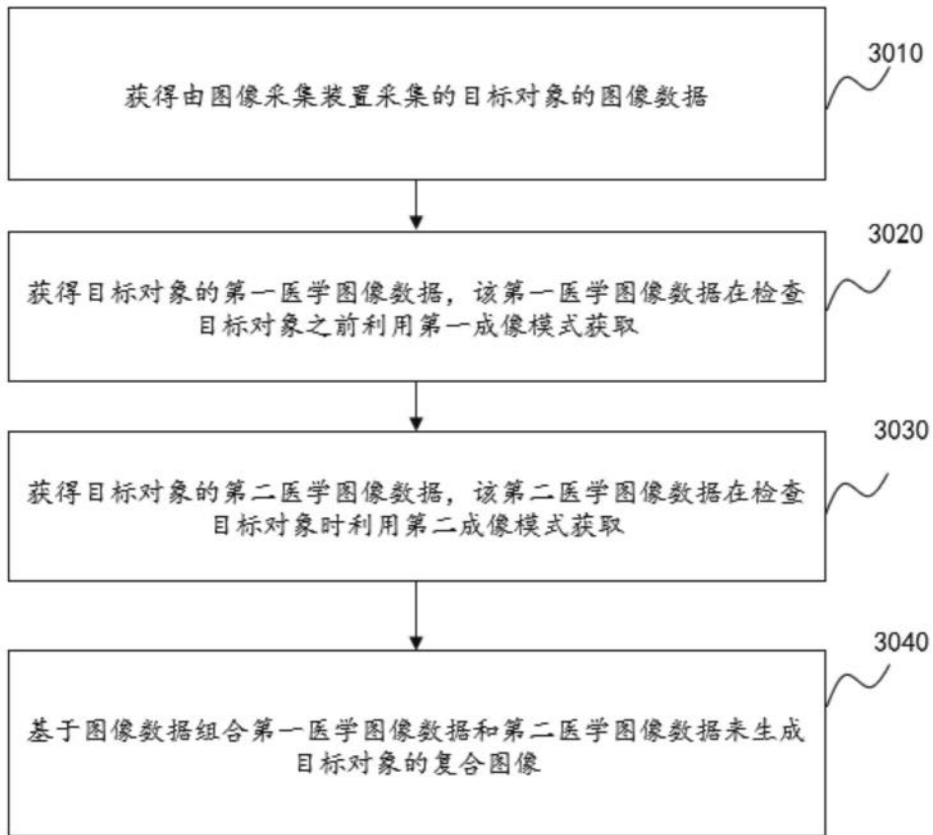 获得由图像采集装置采集的目标对象的图像数据
3010
3020
获得目标对象的第一医学图像数据，该第一医学图像数据在检查
目标对象之前利用第一成像模式获取
3030
获得目标对象的第二医学图像数据，该第二医学图像数据在检查
目标对象时利用第二成像模式获取
3040
基于图像数据组合第一医学图像数据和第二医学图像数据来生成
目标对象的复合图像